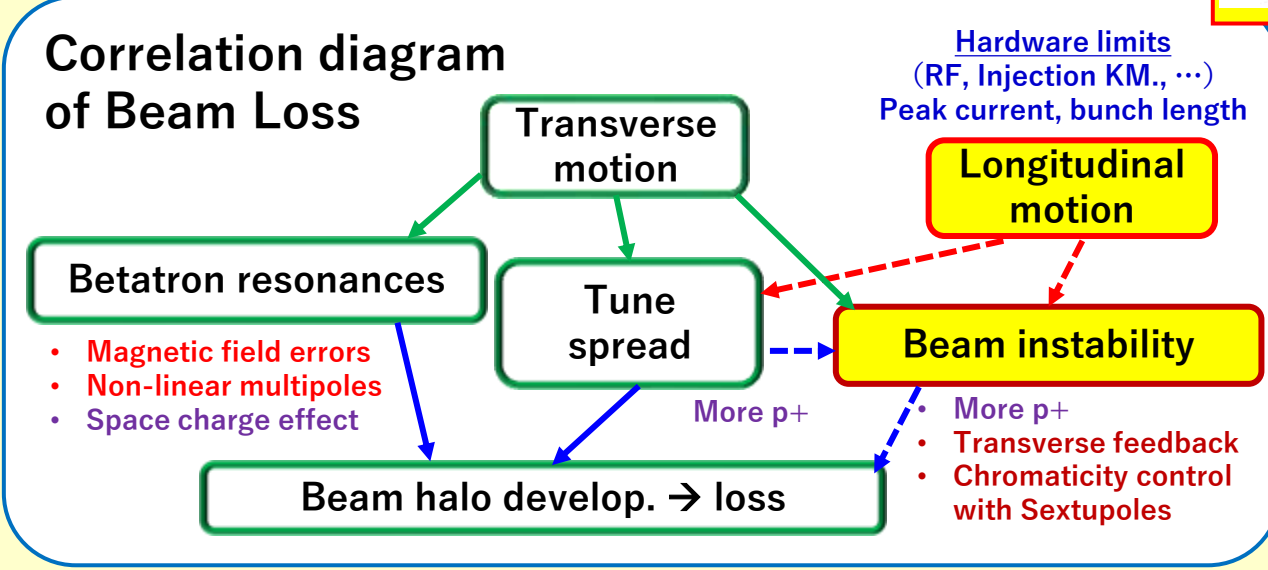 Correlation diagram
of Beam Loss
Hardware limits
(RF, Injection KM., ⋯)
Peak current, bunch length
Transverse
motion
Longitudinal
motion
Betatron resonances
Tune
spread
Beam instability
• Magnetic field errors
• Non-linear multipoles
• Space charge effect
More p+
• More p+
• Transverse feedback
• Chromaticity control
with Sextupoles
Beam halo develop. → loss